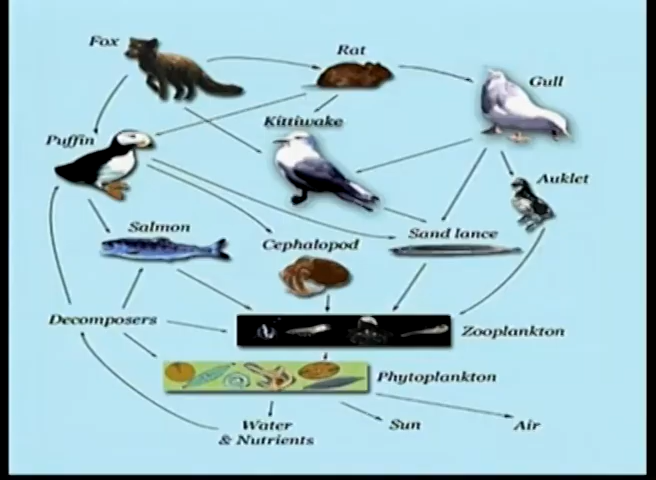 Fox
Rat
Gull
Puffin
Kittiwake
Auklet
Salmon
Cephalopod
Sand lance
Decomposers
Zooplankton
Phytoplankton
Water
& Nutrients
Sun
Air